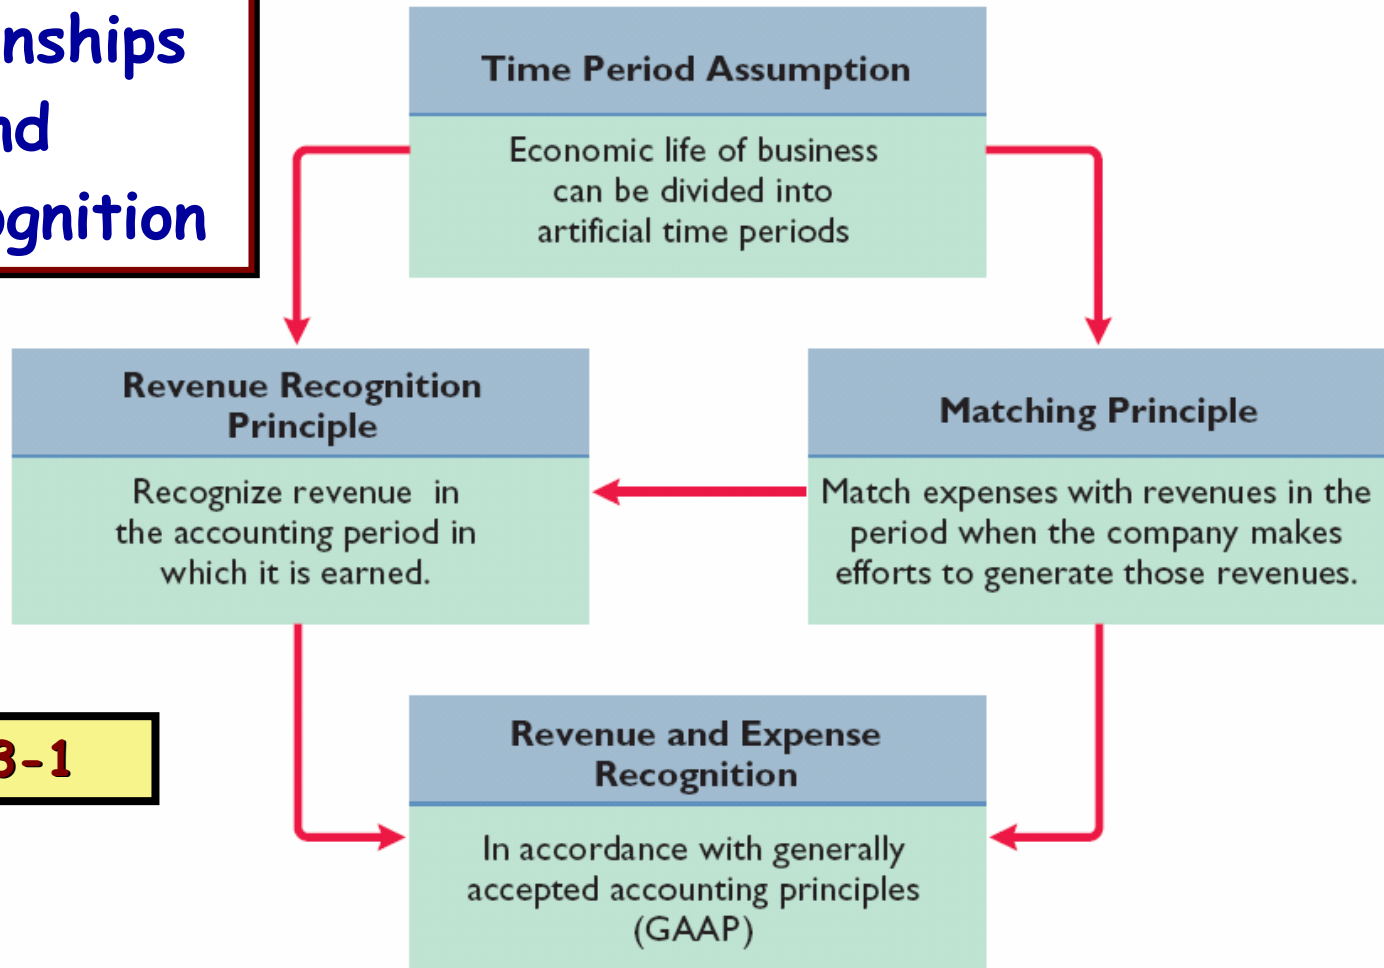 nships
nd
ognition
Time Period Assumption
Economic life of business
can be divided into
artificial time periods
Revenue Recognition
Principle
Recognize revenue in
the accounting period in
which it is earned.
Matching Principle
Match expenses with revenues in the
period when the company makes
efforts to generate those revenues.
3-1
Revenue and Expense
Recognition
In accordance with generally
accepted accounting principles
(GAAP)